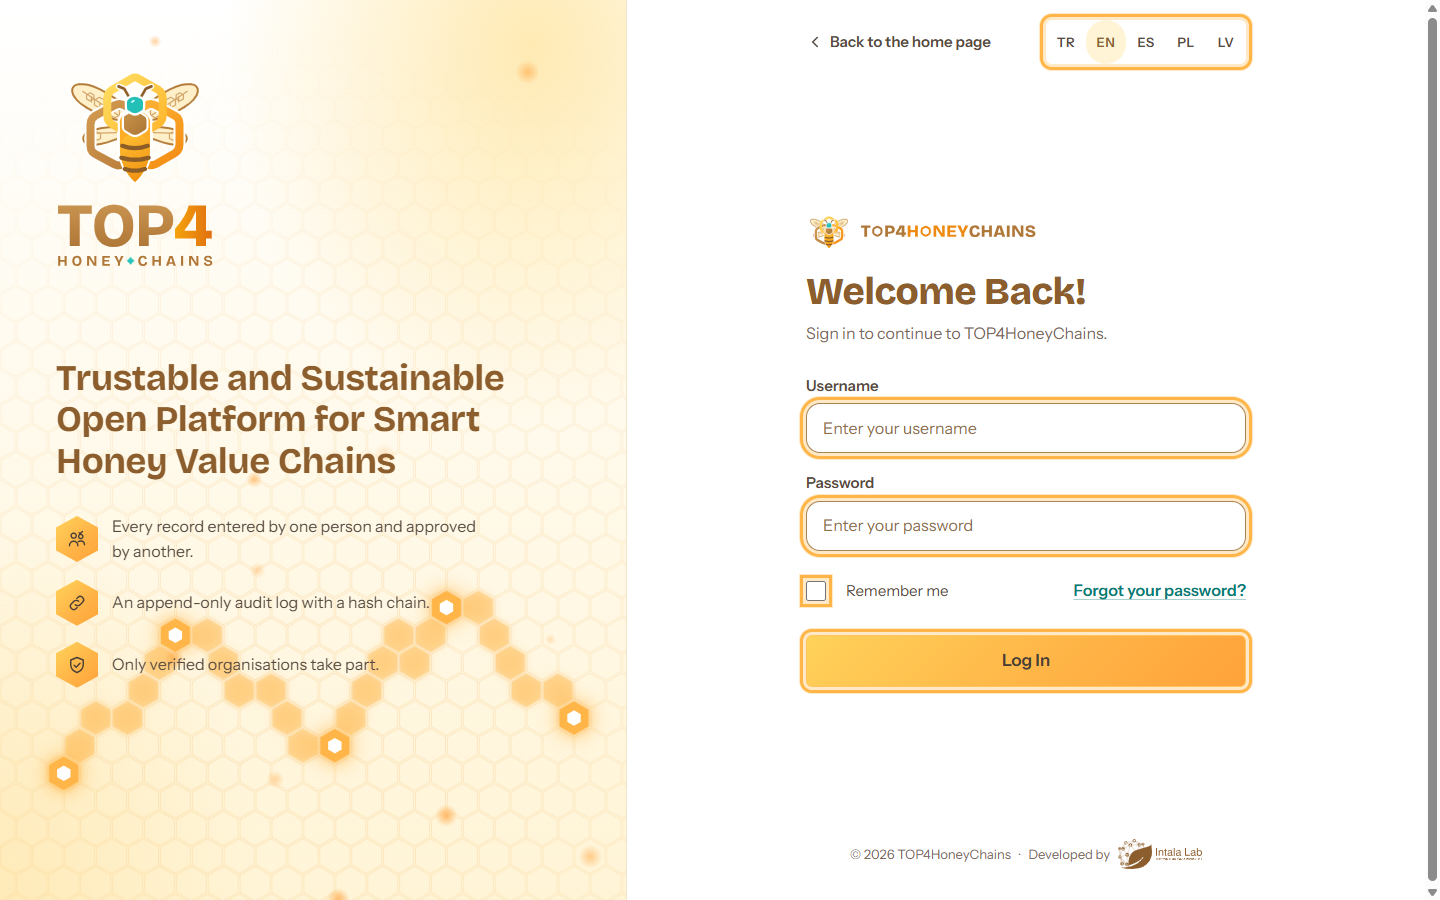 TOP4
HONEY CHAINS
Trustable and Sustainable
Open Platform for Smart
Honey Value Chains
Every record entered by one person and approved
by another.
An append-only audit log with a hash chain.
Only verified organisations take part.
Back to the home page
TR EN ES PL LV
TOP4HONEYCHAINS
Welcome Back!
Sign in to continue to TOP4HoneyChains.
Username
Enter your username
Password
Enter your password
Remember me
Forgot your password?
Log In
© 2026 TOP4HoneyChains · Developed by
Intala Lab